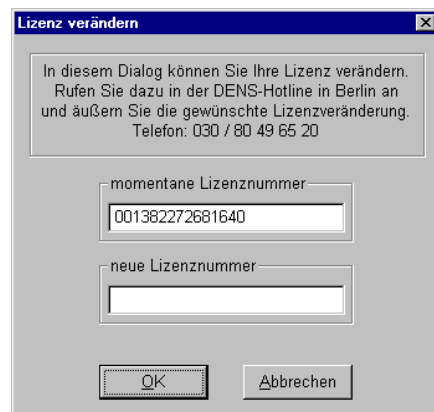 Lizenz verändern
In diesem Dialog können Sie Ihre Lizenz verändern.
Rufen Sie dazu in der DENS-Hotline in Berlin an
und äußern Sie die gewünschte Lizenzveränderung.
Telefon: 030 / 80 49 65 20
momentane Lizenznummer
001382272681640
neue Lizenznummer
OK Abbrechen